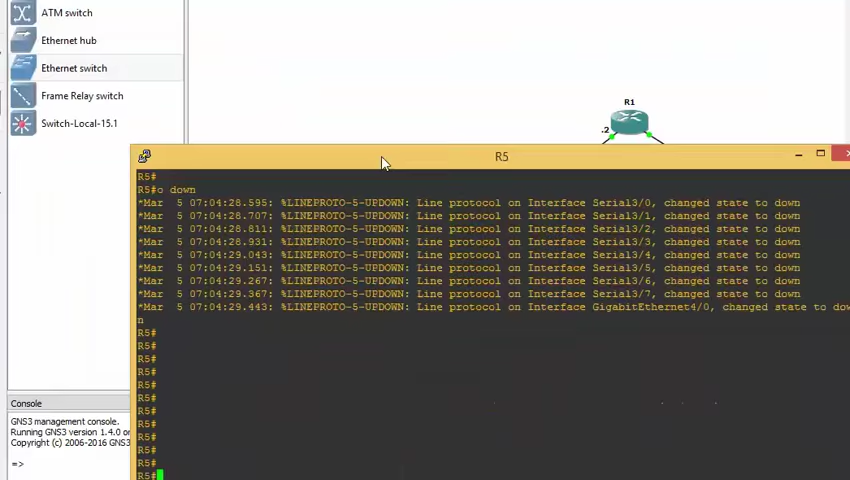 ATM switch
Ethernet hub
Ethernet switch
Frame Relay switch
Switch-Local-15.1
R1
.2
R5
R5#
R5#o down
*Mar  5 07:04:28.595: %LINEPROTO-5-UPDOWN: Line protocol on Interface Serial3/0, changed state to down
*Mar  5 07:04:28.707: %LINEPROTO-5-UPDOWN: Line protocol on Interface Serial3/1, changed state to down
*Mar  5 07:04:28.811: %LINEPROTO-5-UPDOWN: Line protocol on Interface Serial3/2, changed state to down
*Mar  5 07:04:28.931: %LINEPROTO-5-UPDOWN: Line protocol on Interface Serial3/3, changed state to down
*Mar  5 07:04:29.043: %LINEPROTO-5-UPDOWN: Line protocol on Interface Serial3/4, changed state to down
*Mar  5 07:04:29.151: %LINEPROTO-5-UPDOWN: Line protocol on Interface Serial3/5, changed state to down
*Mar  5 07:04:29.267: %LINEPROTO-5-UPDOWN: Line protocol on Interface Serial3/6, changed state to down
*Mar  5 07:04:29.367: %LINEPROTO-5-UPDOWN: Line protocol on Interface Serial3/7, changed state to down
*Mar  5 07:04:29.443: %LINEPROTO-5-UPDOWN: Line protocol on Interface GigabitEthernet4/0, changed state to dow
n
R5#
R5#
R5#
R5#
R5#
R5#
R5#
R5#
R5#
R5#
R5#
R5#
Console
GNS3 management console.
Running GNS3 version 1.4.0 o
Copyright (c) 2006-2016 GNS3
=>